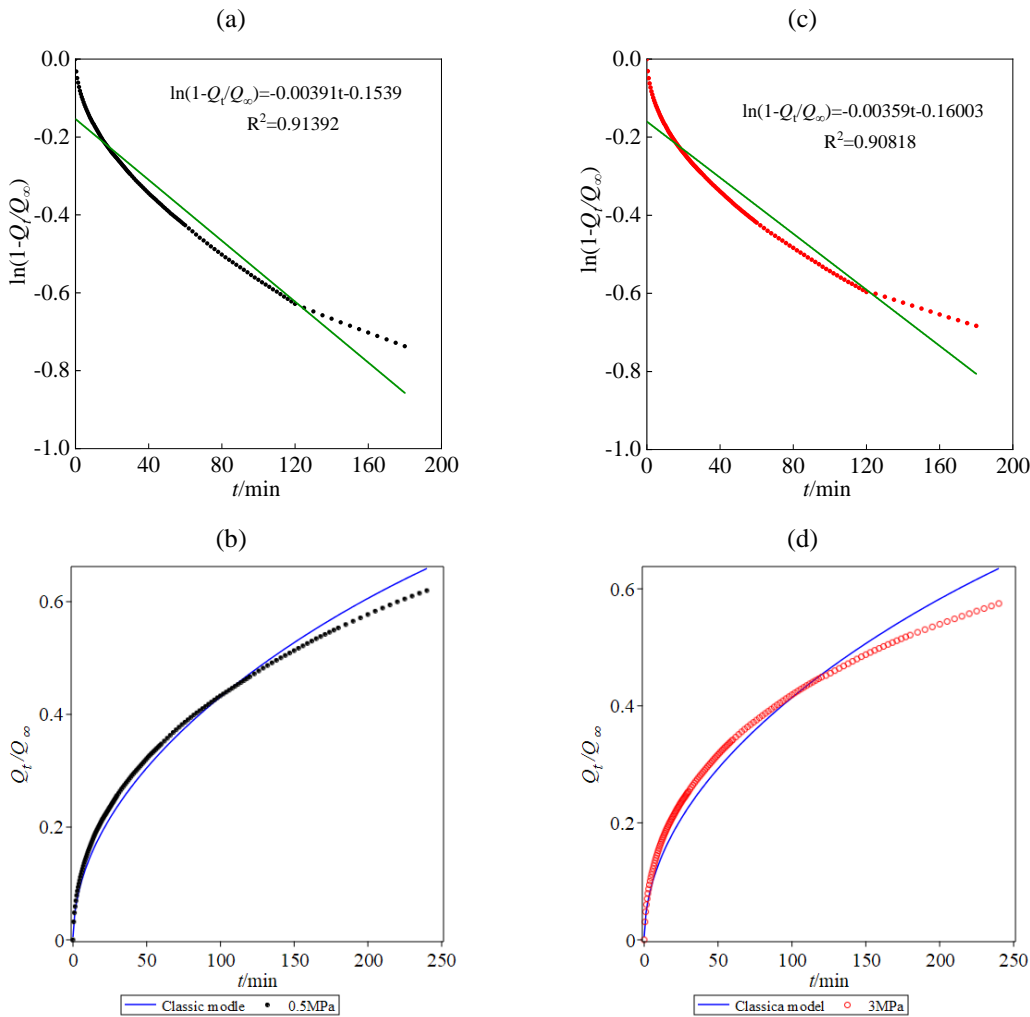 (a)
0.0
-0.2
-0.4
-0.6
-0.8
-1.0
ln(1-Qt/Q∞)
ln(1-Qt/Q∞)=-0.00391t-0.1539
R²=0.91392
0 40 80 120 160 200
t/min
(c)
0.0
-0.2
-0.4
-0.6
-0.8
-1.0
ln(1-Qt/Q∞)
ln(1-Qt/Q∞)=-0.00359t-0.16003
R²=0.90818
0 40 80 120 160 200
t/min
(b)
0.6
0.4
0.2
0
Qt/Q∞
0 50 100 150 200 250
t/min
Classic modle 0.5MPa
(d)
0.6
0.4
0.2
0
Qt/Q∞
0 50 100 150 200 250
t/min
Classica model 3MPa